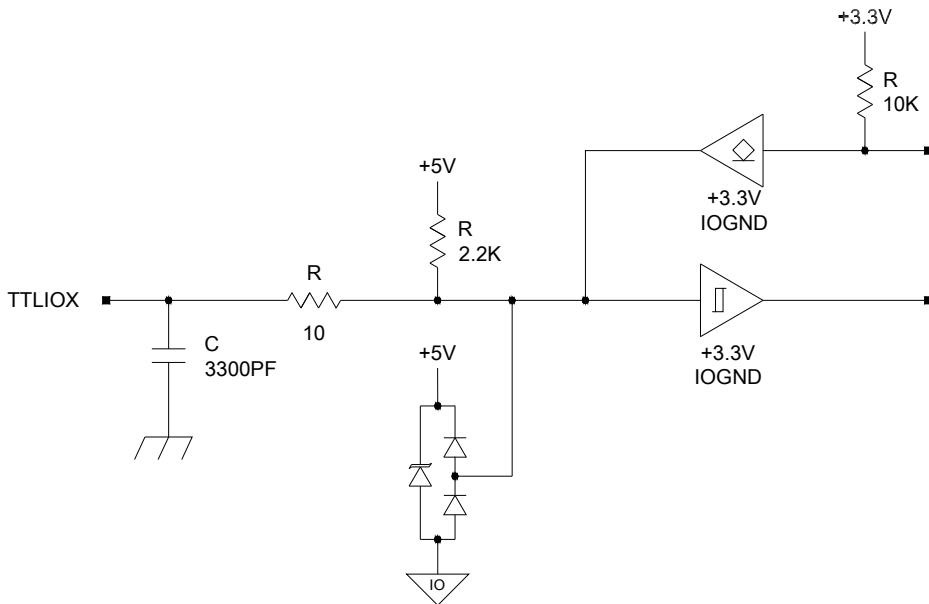 +3.3V
R
10K
+5V
+3.3V
IOGND
R
2.2K
R
TTLIOX
10
C
3300PF
+5V
+3.3V
IOGND
IO